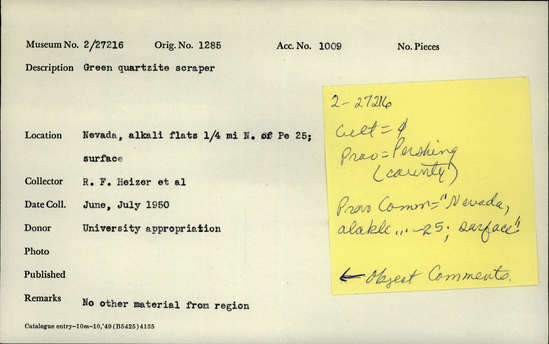 Museum No. 2/27216 Orig. No. 1285 Acc. No. 1009 No. Pieces
Description Green quartzite scraper
Location Nevada, alkali flats 1/4 mi N. of Pe 25;
surface
Collector R. F. Heizer et al
Date Coll. June, July 1950
Donor University appropriation
Photo
Published
Remarks No other material from region
Catalogue entry—10m-10,'49 (B5425) 4155
2-27216
Cult = ¢
Prov = Pershing
(county)
Prov Comm = "Nevada,
... -25; surface"
← Object Comments.